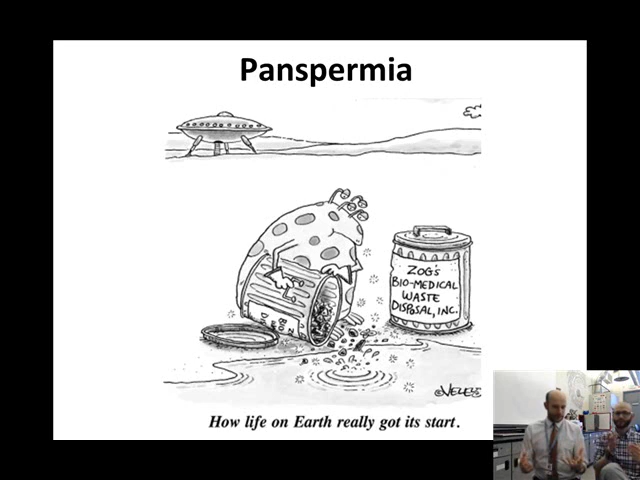 Panspermia
ZOG'S
BIO-MEDICAL
WASTE
DISPOSAL, INC.
How life on Earth really got its start.